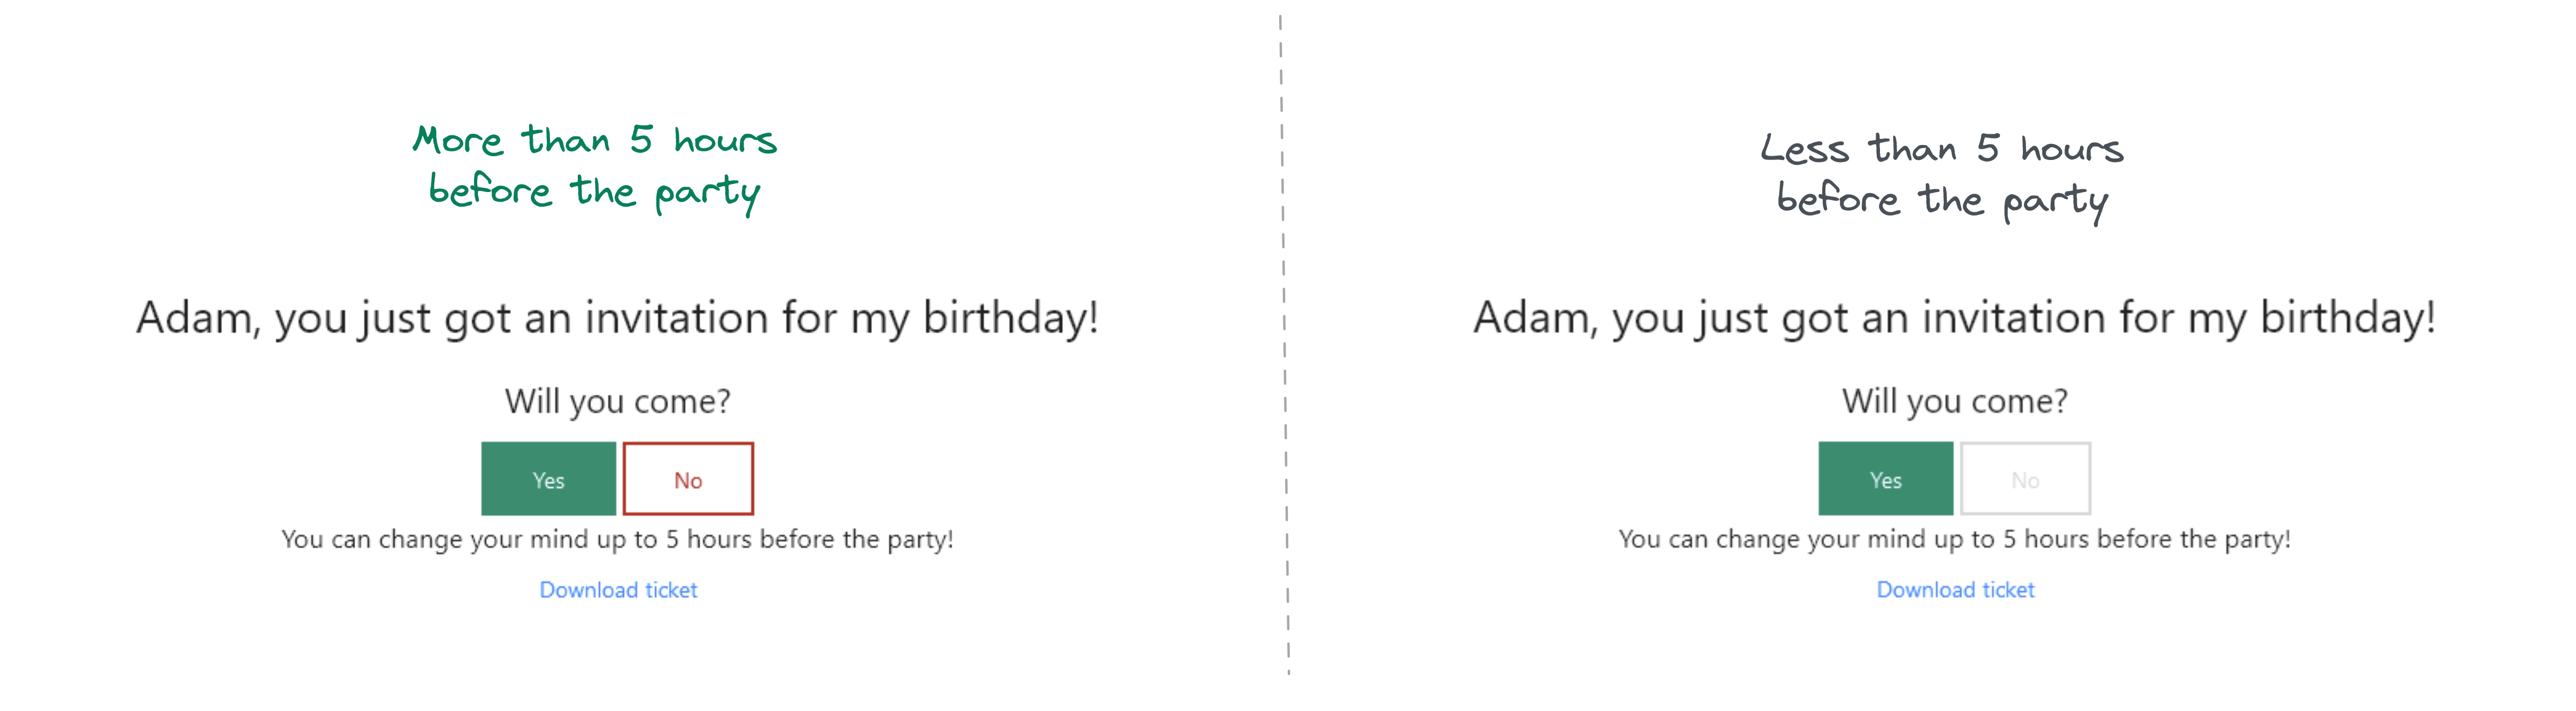 More than 5 hours
before the party
Adam, you just got an invitation for my birthday!
Will you come?
Yes
No
You can change your mind up to 5 hours before the party!
Download ticket
Less than 5 hours
before the party
Adam, you just got an invitation for my birthday!
Will you come?
Yes
No
You can change your mind up to 5 hours before the party!
Download ticket